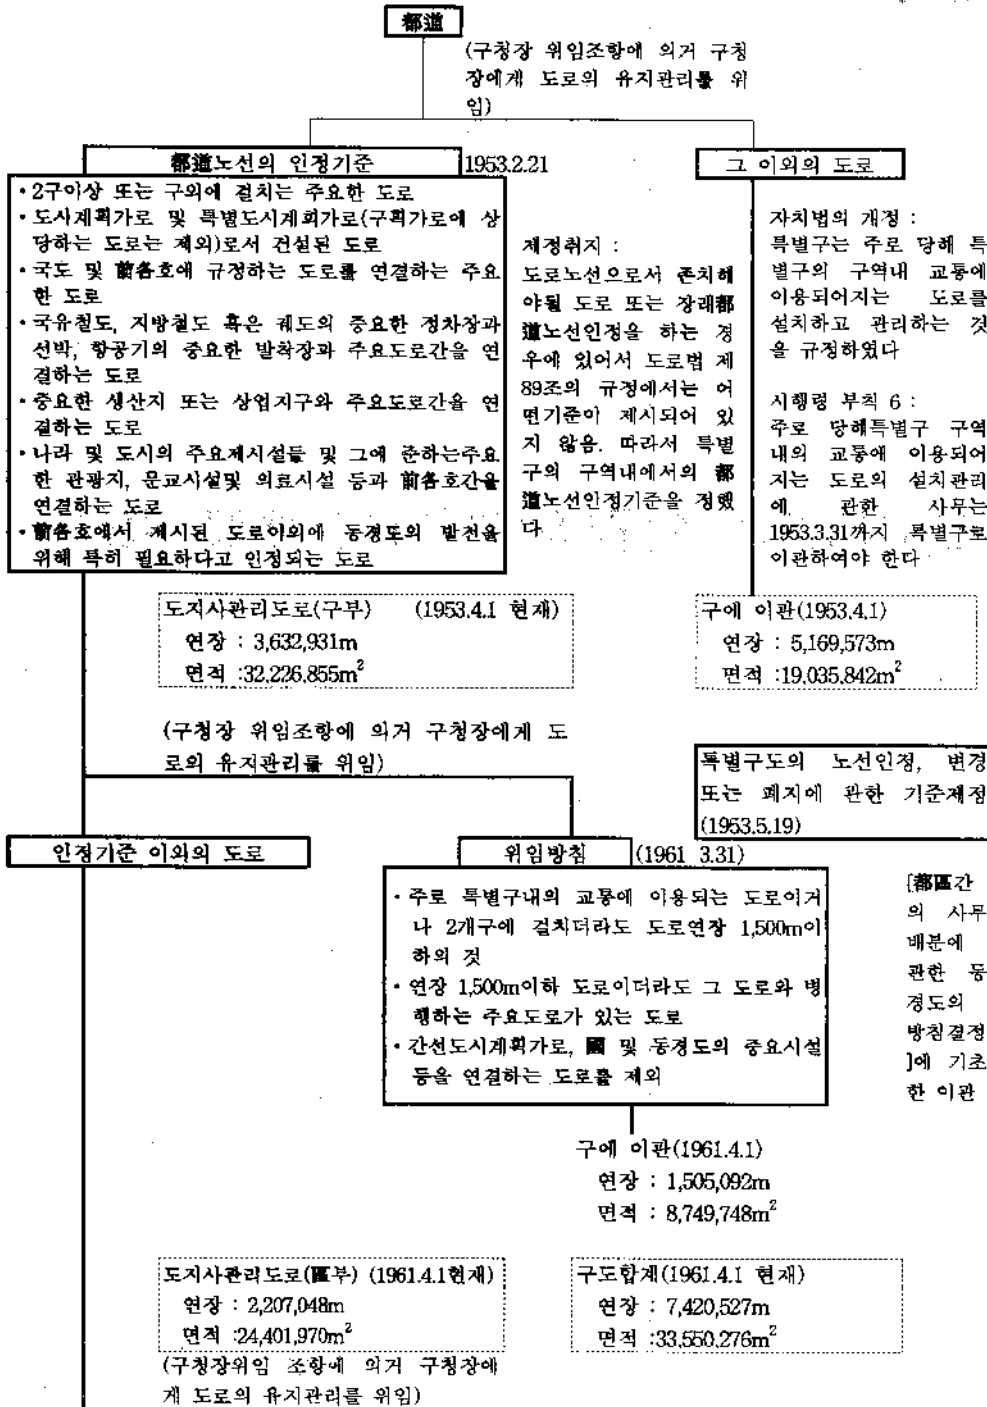 都道
(구청장 위임조항에 의거 구청
장에게 도로의 유지관리를 위
임)
都道노선의 인정기준
1953.2.21
・2구이상 또는 구외에 걸치는 주요한 도로
・도시계획가로 및 특별도시계획가로(구획가로에 상
당하는 도로는 제외)로서 건설된 도로
・국도 및 前各호에 규정하는 도로를 연결하는 주요
한 도로
・국유철도, 지방철도 혹은 궤도의 중요한 정차장과
선박, 항공기의 중요한 발착장과 주요도로간을 연
결하는 도로
・중요한 생산지 또는 상업지구와 주요도로간을 연
결하는 도로
・나라 및 도시의 주요제시설들 및 그에 준하는주요
한 관광지, 문교시설및 의료시설 등과 前各호간을
연결하는 도로
・前各호에서 제시된 도로이외에 동경도의 발전을
위해 특히 필요하다고 인정되는 도로
제정취지 :
도로노선으로서 존치해
야될 도로 또는 장래都
道노선인정을 하는 경
우에 있어서 도로법 제
89조의 규정에서는 어
떤기준이 제시되어 있
지 않음. 따라서 특별
구의 구역내에서의 都
道노선인정기준을 정했
다
그 이외의 도로
자치법의 개정 :
특별구는 주로 당해 특
별구의 구역내 교통에
이용되어지는 도로를
설치하고 관리하는 것
을 규정하였다
시행령 부칙 6 :
주로 당해특별구 구역
내의 교통에 이용되어
지는 도로의 설치관리
에 관한 사무는
1953.3.31까지 특별구로
이관하여야 한다
도지사관리도로(구부) (1953.4.1 현재)
연장 : 3,632,931m
면적 :32,226,855m²
구에 이관(1953.4.1)
연장 : 5,169,573m
면적 :19,035,842m²
(구청장 위임조항에 의거 구청장에게 도
로의 유지관리를 위임)
특별구도의 노선인정, 변경
또는 폐지에 관한 기준제정
(1953.5.19)
인정기준 이외의 도로
위임방침
(1961 3.31)
・주로 특별구내의 교통에 이용되는 도로이거
나 2개구에 걸치더라도 도로연장 1,500m이
하의 것
・연장 1,500m이하 도로이더라도 그 도로와 병
행하는 주요도로가 있는 도로
・간선도시계획가로, 國 및 동경도의 중요시설
등을 연결하는 도로를 제외
[都區간
의 사무
배분에
관한 동
경도의
방침결정
]에 기초
한 이관
구에 이관(1961.4.1)
연장 : 1,505,092m
면적 : 8,749,748m²
도지사관리도로(區부) (1961.4.1현재)
연장 : 2,207,048m
면적 :24,401,970m²
구도합계(1961.4.1 현재)
연장 : 7,420,527m
면적 :33,550,276m²
(구청장위임 조항에 의거 구청장에
게 도로의 유지관리를 위임)